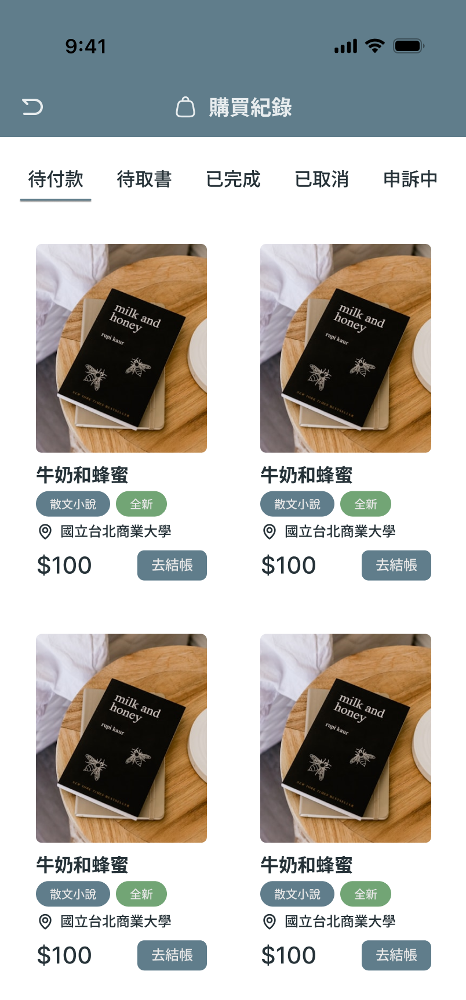 9:41
購買紀錄
待付款 待取書 已完成 已取消 申訴中
milk and
honey
rupi kaur
NEW YORK TIMES BESTSELLER
milk and
honey
rupi kaur
NEW YORK TIMES BESTSELLER
牛奶和蜂蜜
散文小說 全新
國立台北商業大學
$100 去結帳
牛奶和蜂蜜
散文小說 全新
國立台北商業大學
$100 去結帳
milk and
honey
rupi kaur
NEW YORK TIMES BESTSELLER
milk and
honey
rupi kaur
NEW YORK TIMES BESTSELLER
牛奶和蜂蜜
散文小說 全新
國立台北商業大學
$100 去結帳
牛奶和蜂蜜
散文小說 全新
國立台北商業大學
$100 去結帳